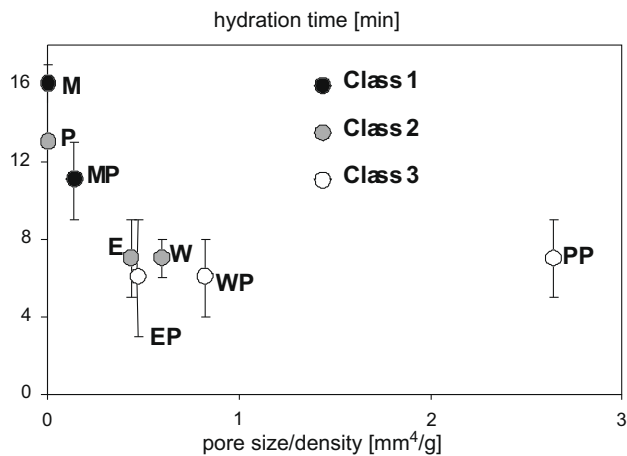 hydration time [min]
16
M
Class 1
P
Class 2
12
MP
Class 3
8
E
W
PP
WP
4
EP
0
0
1
2
3
pore size/density [mm⁴/g]